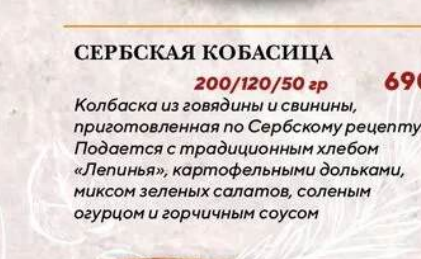 СЕРБСКАЯ КОБАСИЦА
200/120/50 гр 690
Колбаска из говядины и свинины,
приготовленная по Сербскому рецепту
Подается с традиционным хлебом
«Лепинья», картофельными дольками,
миксом зеленых салатов, соленым
огурцом и горчичным соусом